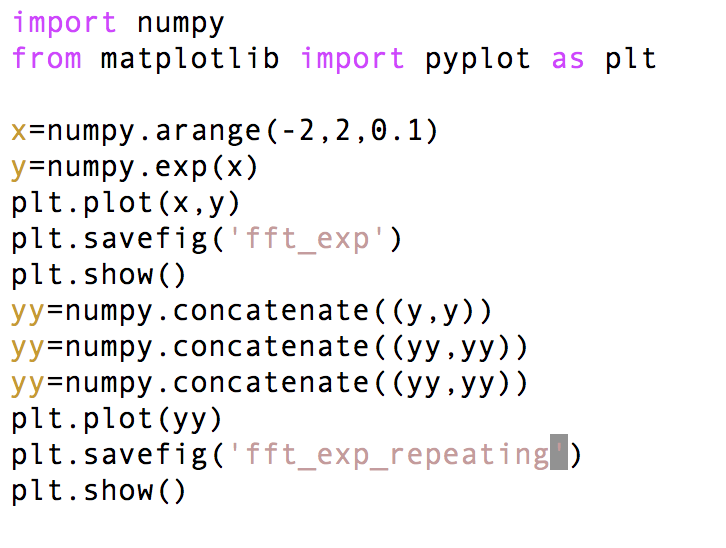 import numpy
from matplotlib import pyplot as plt
x=numpy.arange(-2,2,0.1)
y=numpy.exp(x)
plt.plot(x,y)
plt.savefig('fft_exp')
plt.show()
yy=numpy.concatenate((y,y))
yy=numpy.concatenate((yy,yy))
yy=numpy.concatenate((yy,yy))
plt.plot(yy)
plt.savefig('fft_exp_repeating')
plt.show()